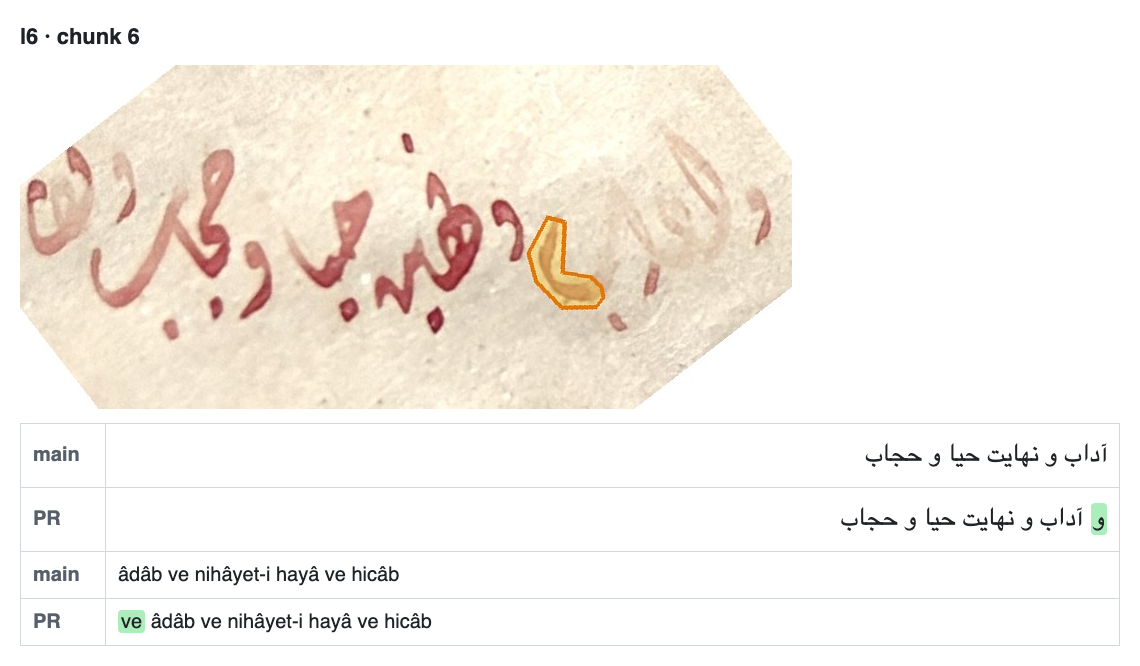 l6 · chunk 6
main آداب و نهایت حیا و حجاب
PR و آداب و نهایت حیا و حجاب
main âdâb ve nihâyet-i hayâ ve hicâb
PR ve âdâb ve nihâyet-i hayâ ve hicâb